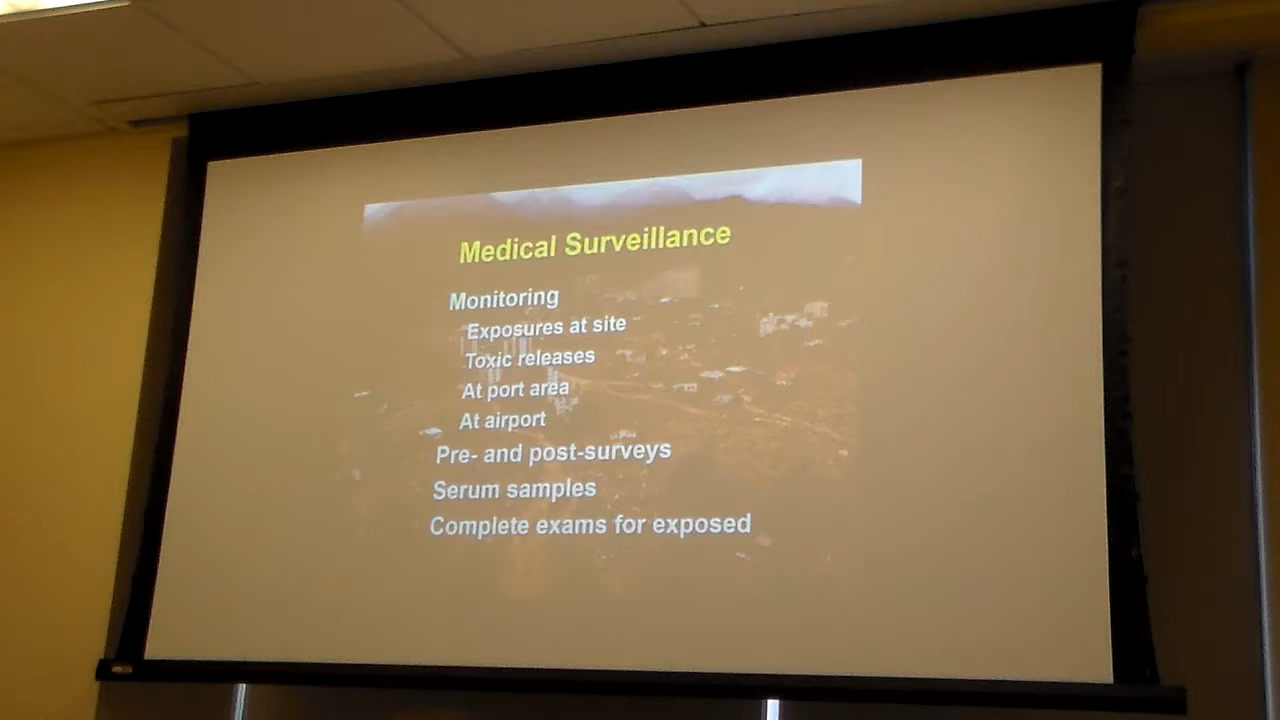 Medical Surveillance
Monitoring
Exposures at site
Toxic releases
At port area
At airport
Pre- and post-surveys
Serum samples
Complete exams for exposed